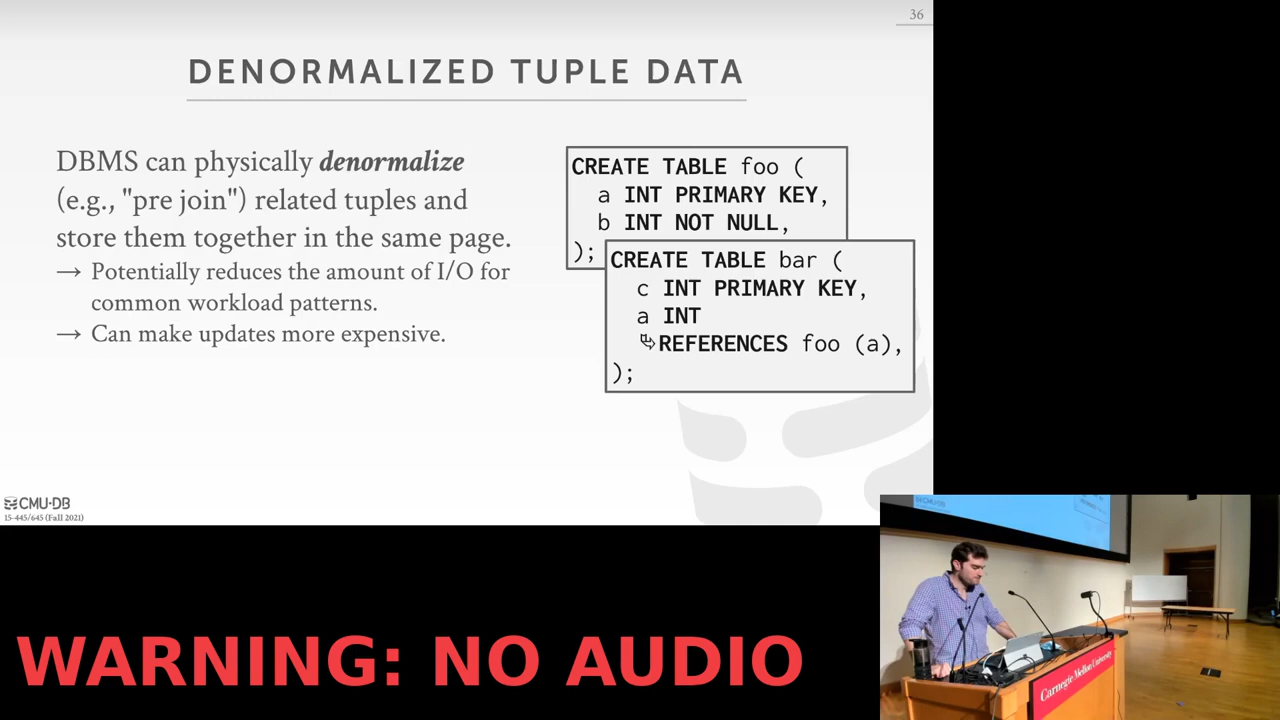 36
DENORMALIZED TUPLE DATA
DBMS can physically denormalize
(e.g., "pre join") related tuples and
store them together in the same page.
→ Potentially reduces the amount of I/O for
common workload patterns.
→ Can make updates more expensive.
CREATE TABLE foo (
a INT PRIMARY KEY,
b INT NOT NULL,
);
CREATE TABLE bar (
c INT PRIMARY KEY,
a INT
↳REFERENCES foo (a),
);
CMU·DB
15-445/645 (Fall 2021)
WARNING: NO AUDIO
Carnegie Mellon University